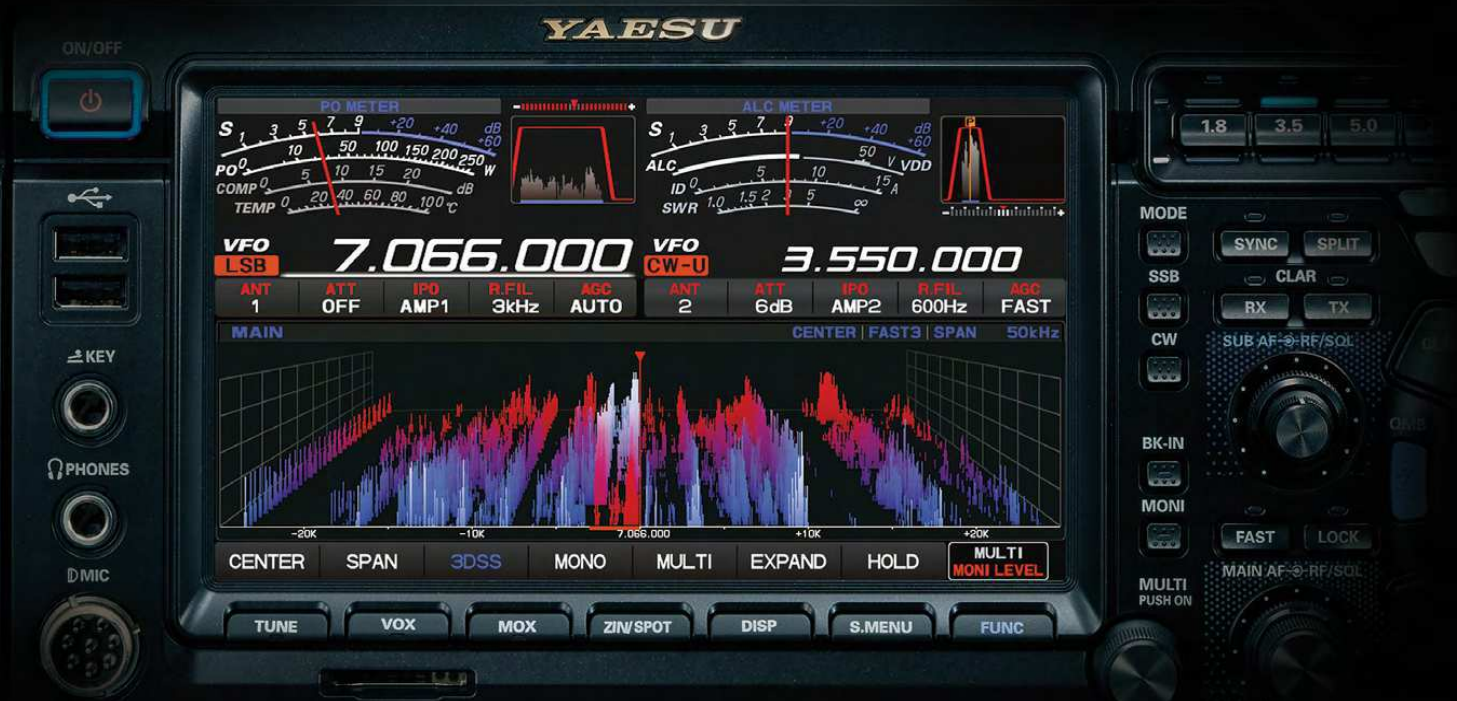 YAESU
ON/OFF
PO METER
ALC METER
S 1 3 5 7 9 +20 +40 +60 dB
PO 0 10 50 100 150 200 250 W
COMP 0 5 10 15 20 dB
TEMP 0 20 40 60 80 100 °C
S 1 3 5 7 9 +20 +40 +60 dB
ALC 50 V VDD
ID 0 5 10 15 A
SWR 1.0 1.5 2 3 5 ∞
P
VFO
LSB
7.066.000
VFO
CW-U
3.550.000
ANT ATT IPO R.FIL AGC
1 OFF AMP1 3kHz AUTO
ANT ATT IPO R.FIL AGC
2 6dB AMP2 600Hz FAST
MAIN
CENTER | FAST3 | SPAN 50kHz
-20K -10K 7.066.000 +10K +20K
CENTER SPAN 3DSS MONO MULTI EXPAND HOLD
MULTI
MONI LEVEL
TUNE VOX MOX ZIN/SPOT DISP S.MENU FUNC
KEY
PHONES
MIC
1.8 3.5 5.0
MODE
SYNC SPLIT
SSB
CLAR
RX TX
CW
SUB AF RF/SQL
QMB
BK-IN
MONI
FAST LOCK
MAIN AF RF/SQL
MULTI
PUSH ON